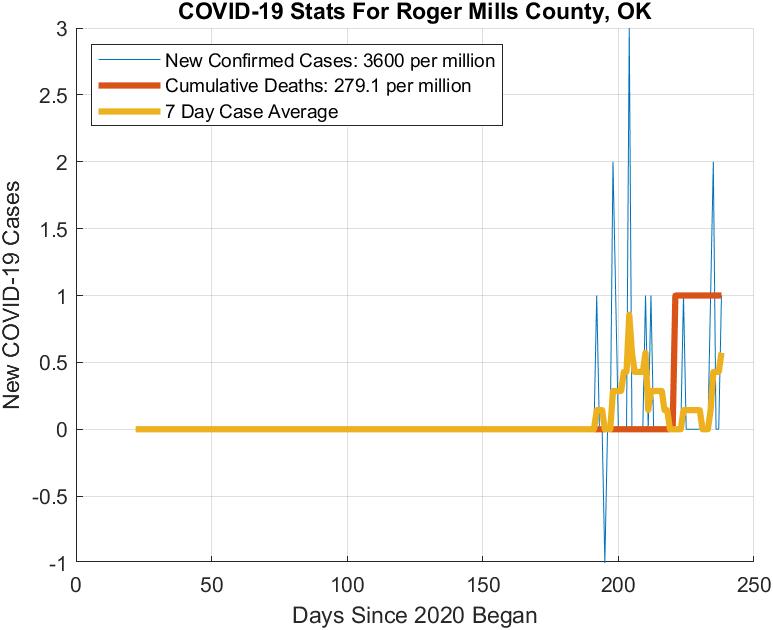 COVID-19 Stats For Roger Mills County, OK
New Confirmed Cases: 3600 per million
Cumulative Deaths: 279.1 per million
7 Day Case Average
New COVID-19 Cases
3
2.5
2
1.5
1
0.5
0
-0.5
-1
0 50 100 150 200 250
Days Since 2020 Began